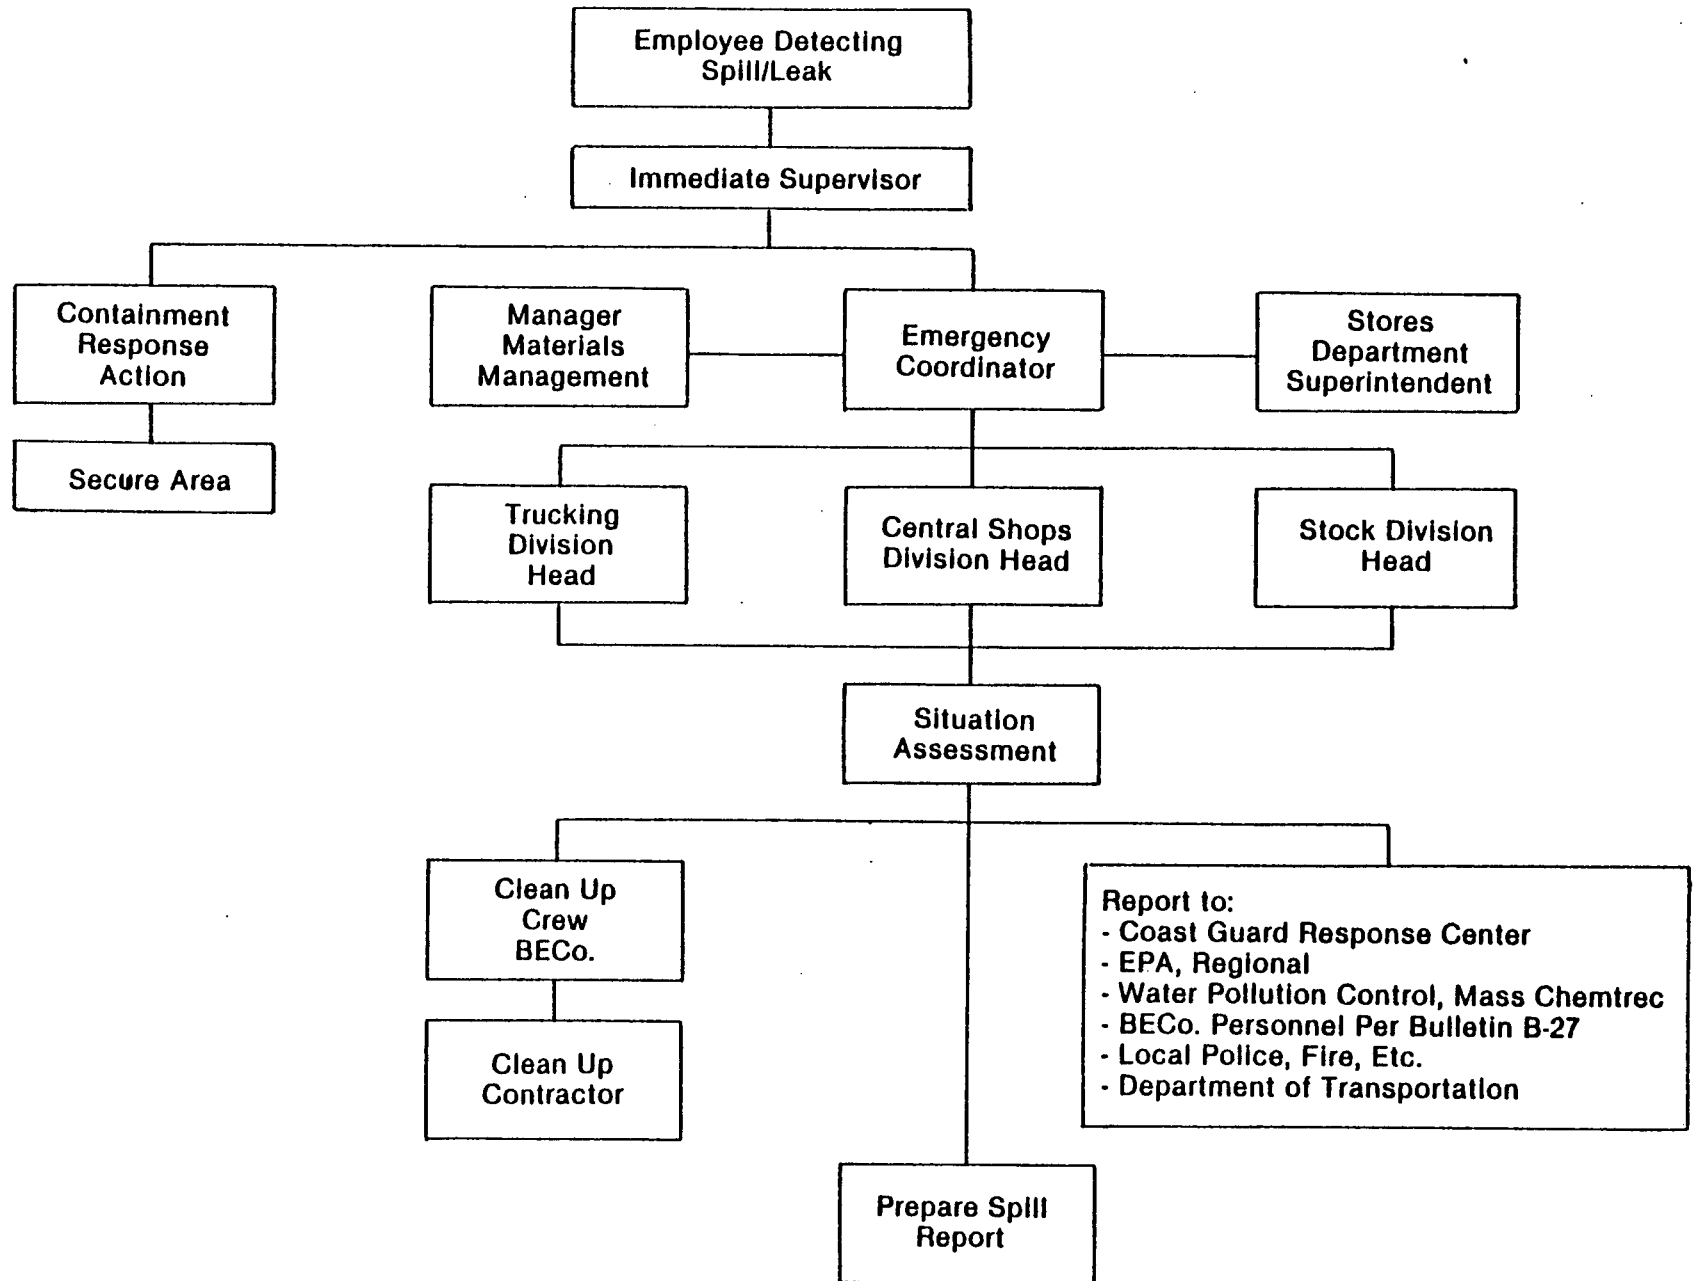 Employee Detecting
Spill/Leak
Immediate Supervisor
Containment
Response
Action
Manager
Materials
Management
Emergency
Coordinator
Stores
Department
Superintendent
Secure Area
Trucking
Division
Head
Central Shops
Division Head
Stock Division
Head
Situation
Assessment
Clean Up
Crew
BECo.
Report to:
- Coast Guard Response Center
- EPA, Regional
- Water Pollution Control, Mass Chemtrec
- BECo. Personnel Per Bulletin B-27
- Local Police, Fire, Etc.
- Department of Transportation
Clean Up
Contractor
Prepare Spill
Report